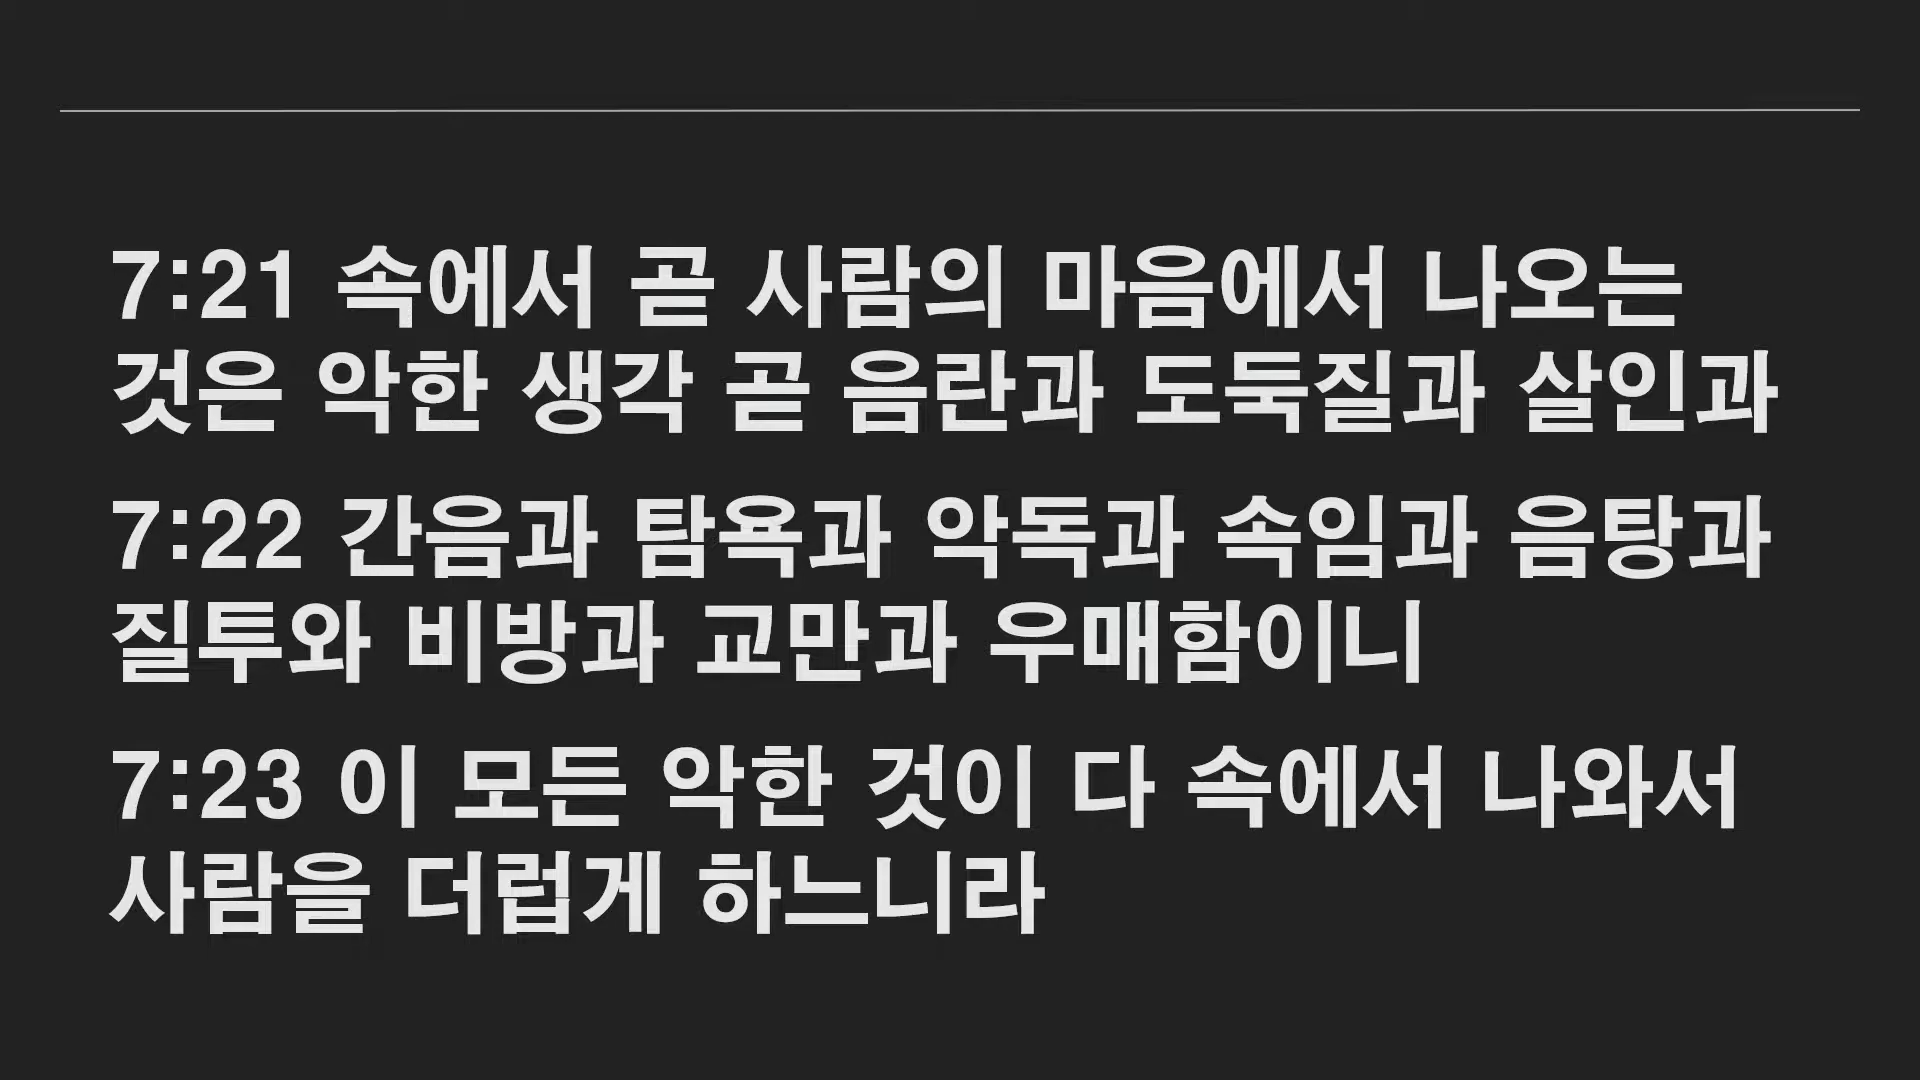 7:21 속에서 곧 사람의 마음에서 나오는
것은 악한 생각 곧 음란과 도둑질과 살인과
7:22 간음과 탐욕과 악독과 속임과 음탕과
질투와 비방과 교만과 우매함이니
7:23 이 모든 악한 것이 다 속에서 나와서
사람을 더럽게 하느니라